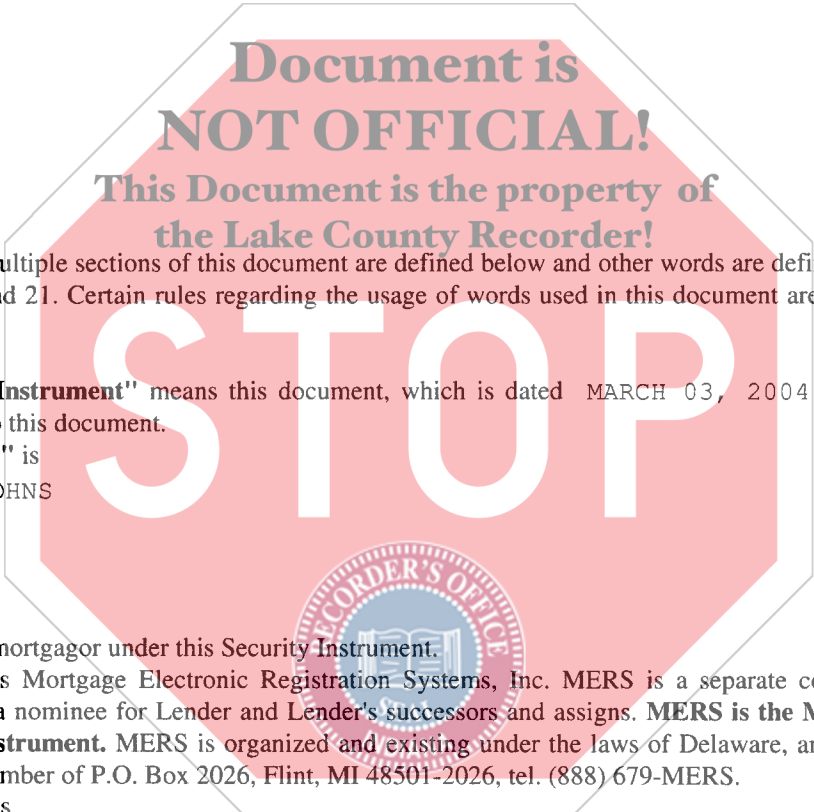 Document is
NOT OFFICIAL!
This Document is the property of
the Lake County Recorder!
ultiple sections of this document are defined below and other words are defi
nd 21. Certain rules regarding the usage of words used in this document are
STOP
Instrument" means this document, which is dated MARCH 03, 2004
this document.
" is
OHNS
RECORDER'S OFFICE
mortgagor under this Security Instrument.
s Mortgage Electronic Registration Systems, Inc. MERS is a separate co
a nominee for Lender and Lender's successors and assigns. MERS is the M
strument. MERS is organized and existing under the laws of Delaware, an
mber of P.O. Box 2026, Flint, MI 48501-2026, tel. (888) 679-MERS.
s